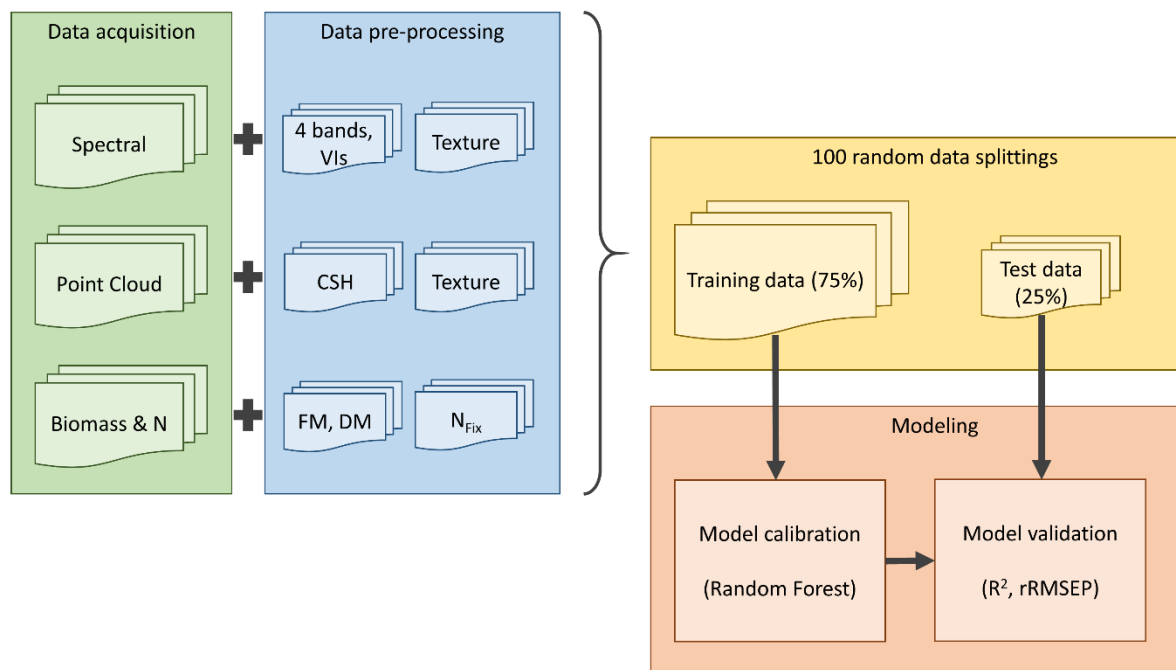 Data acquisition
Spectral
Point Cloud
Biomass & N
Data pre-processing
4 bands,
VIs
Texture
CSH
Texture
FM, DM
N_Fix
100 random data splittings
Training data (75%)
Test data
(25%)
Modeling
Model calibration
(Random Forest)
Model validation
(R², rRMSEP)